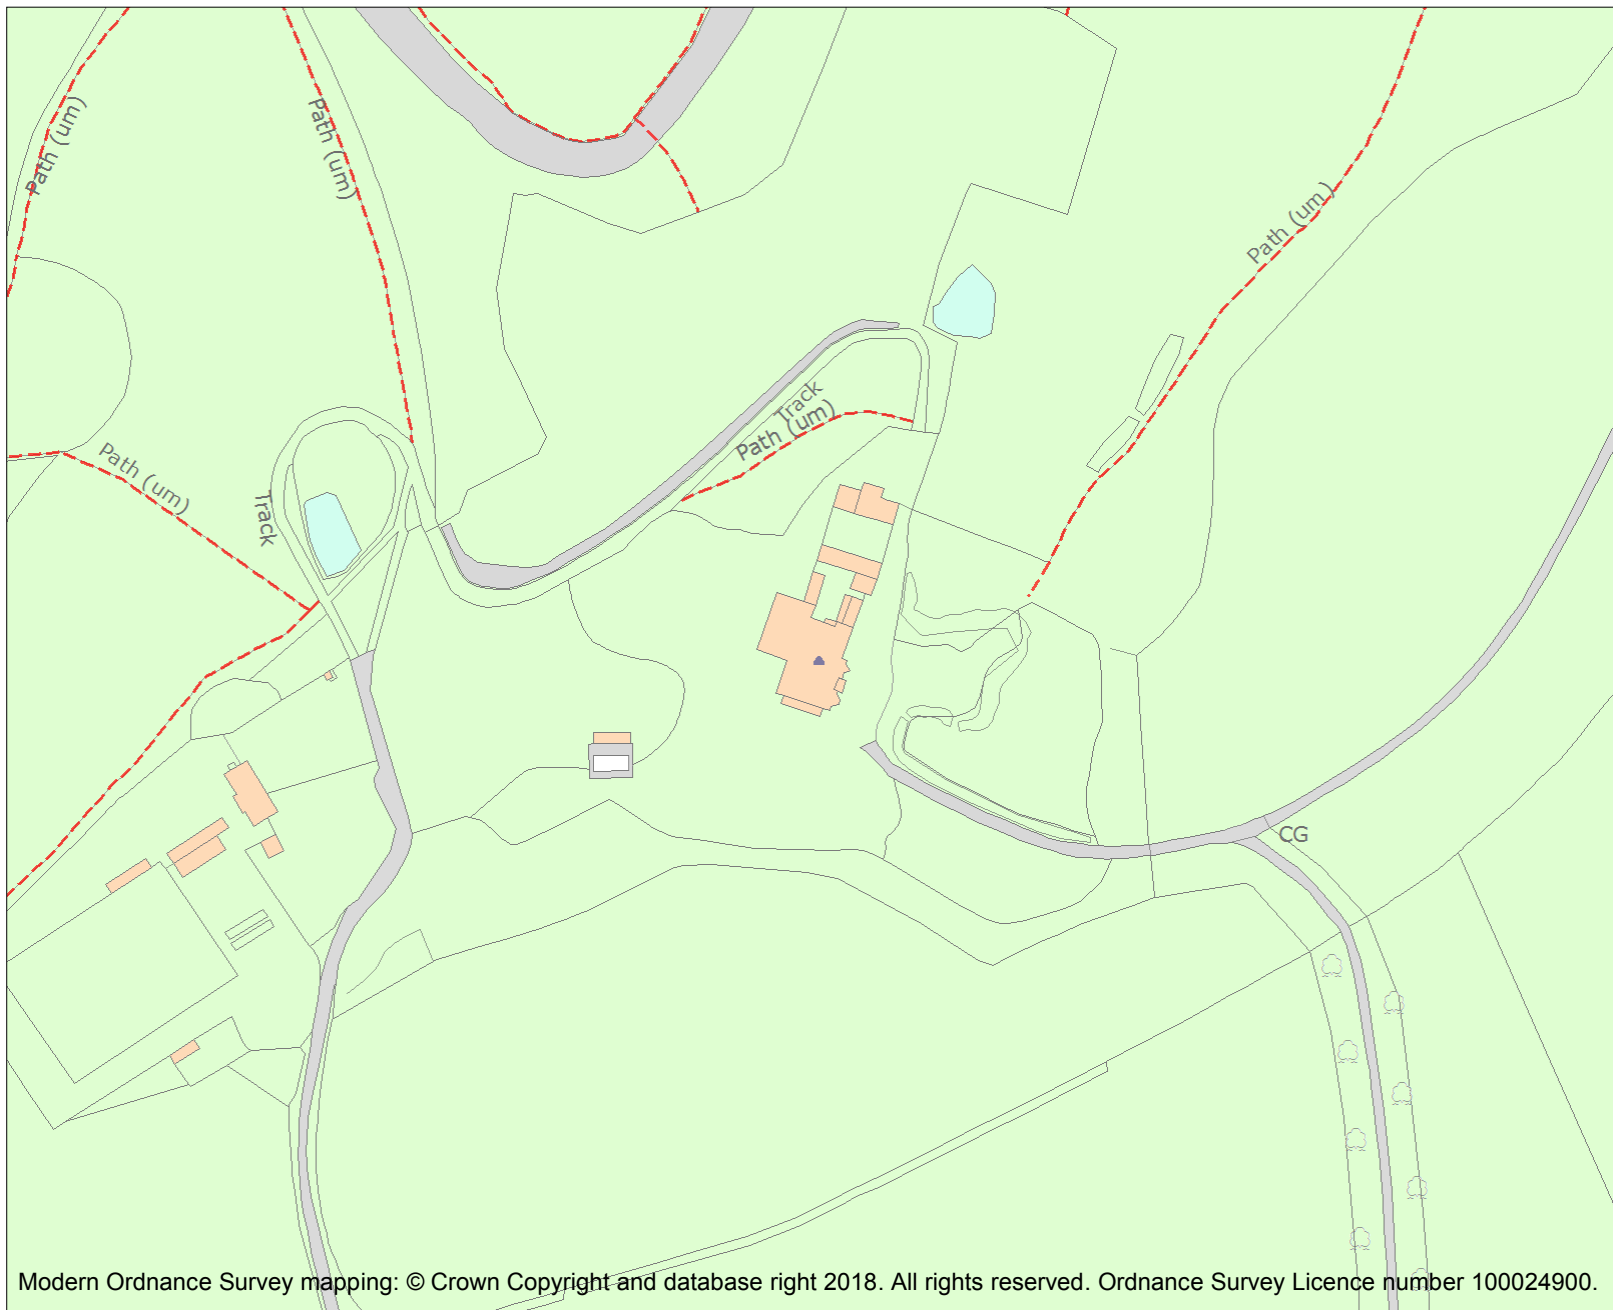 Path (um)
Path (um)
Path (um)
Track
Path (um)
Path (um)
Track
CG
Modern Ordnance Survey mapping: © Crown Copyright and database right 2018. All rights reserved. Ordnance Survey Licence number 100024900.